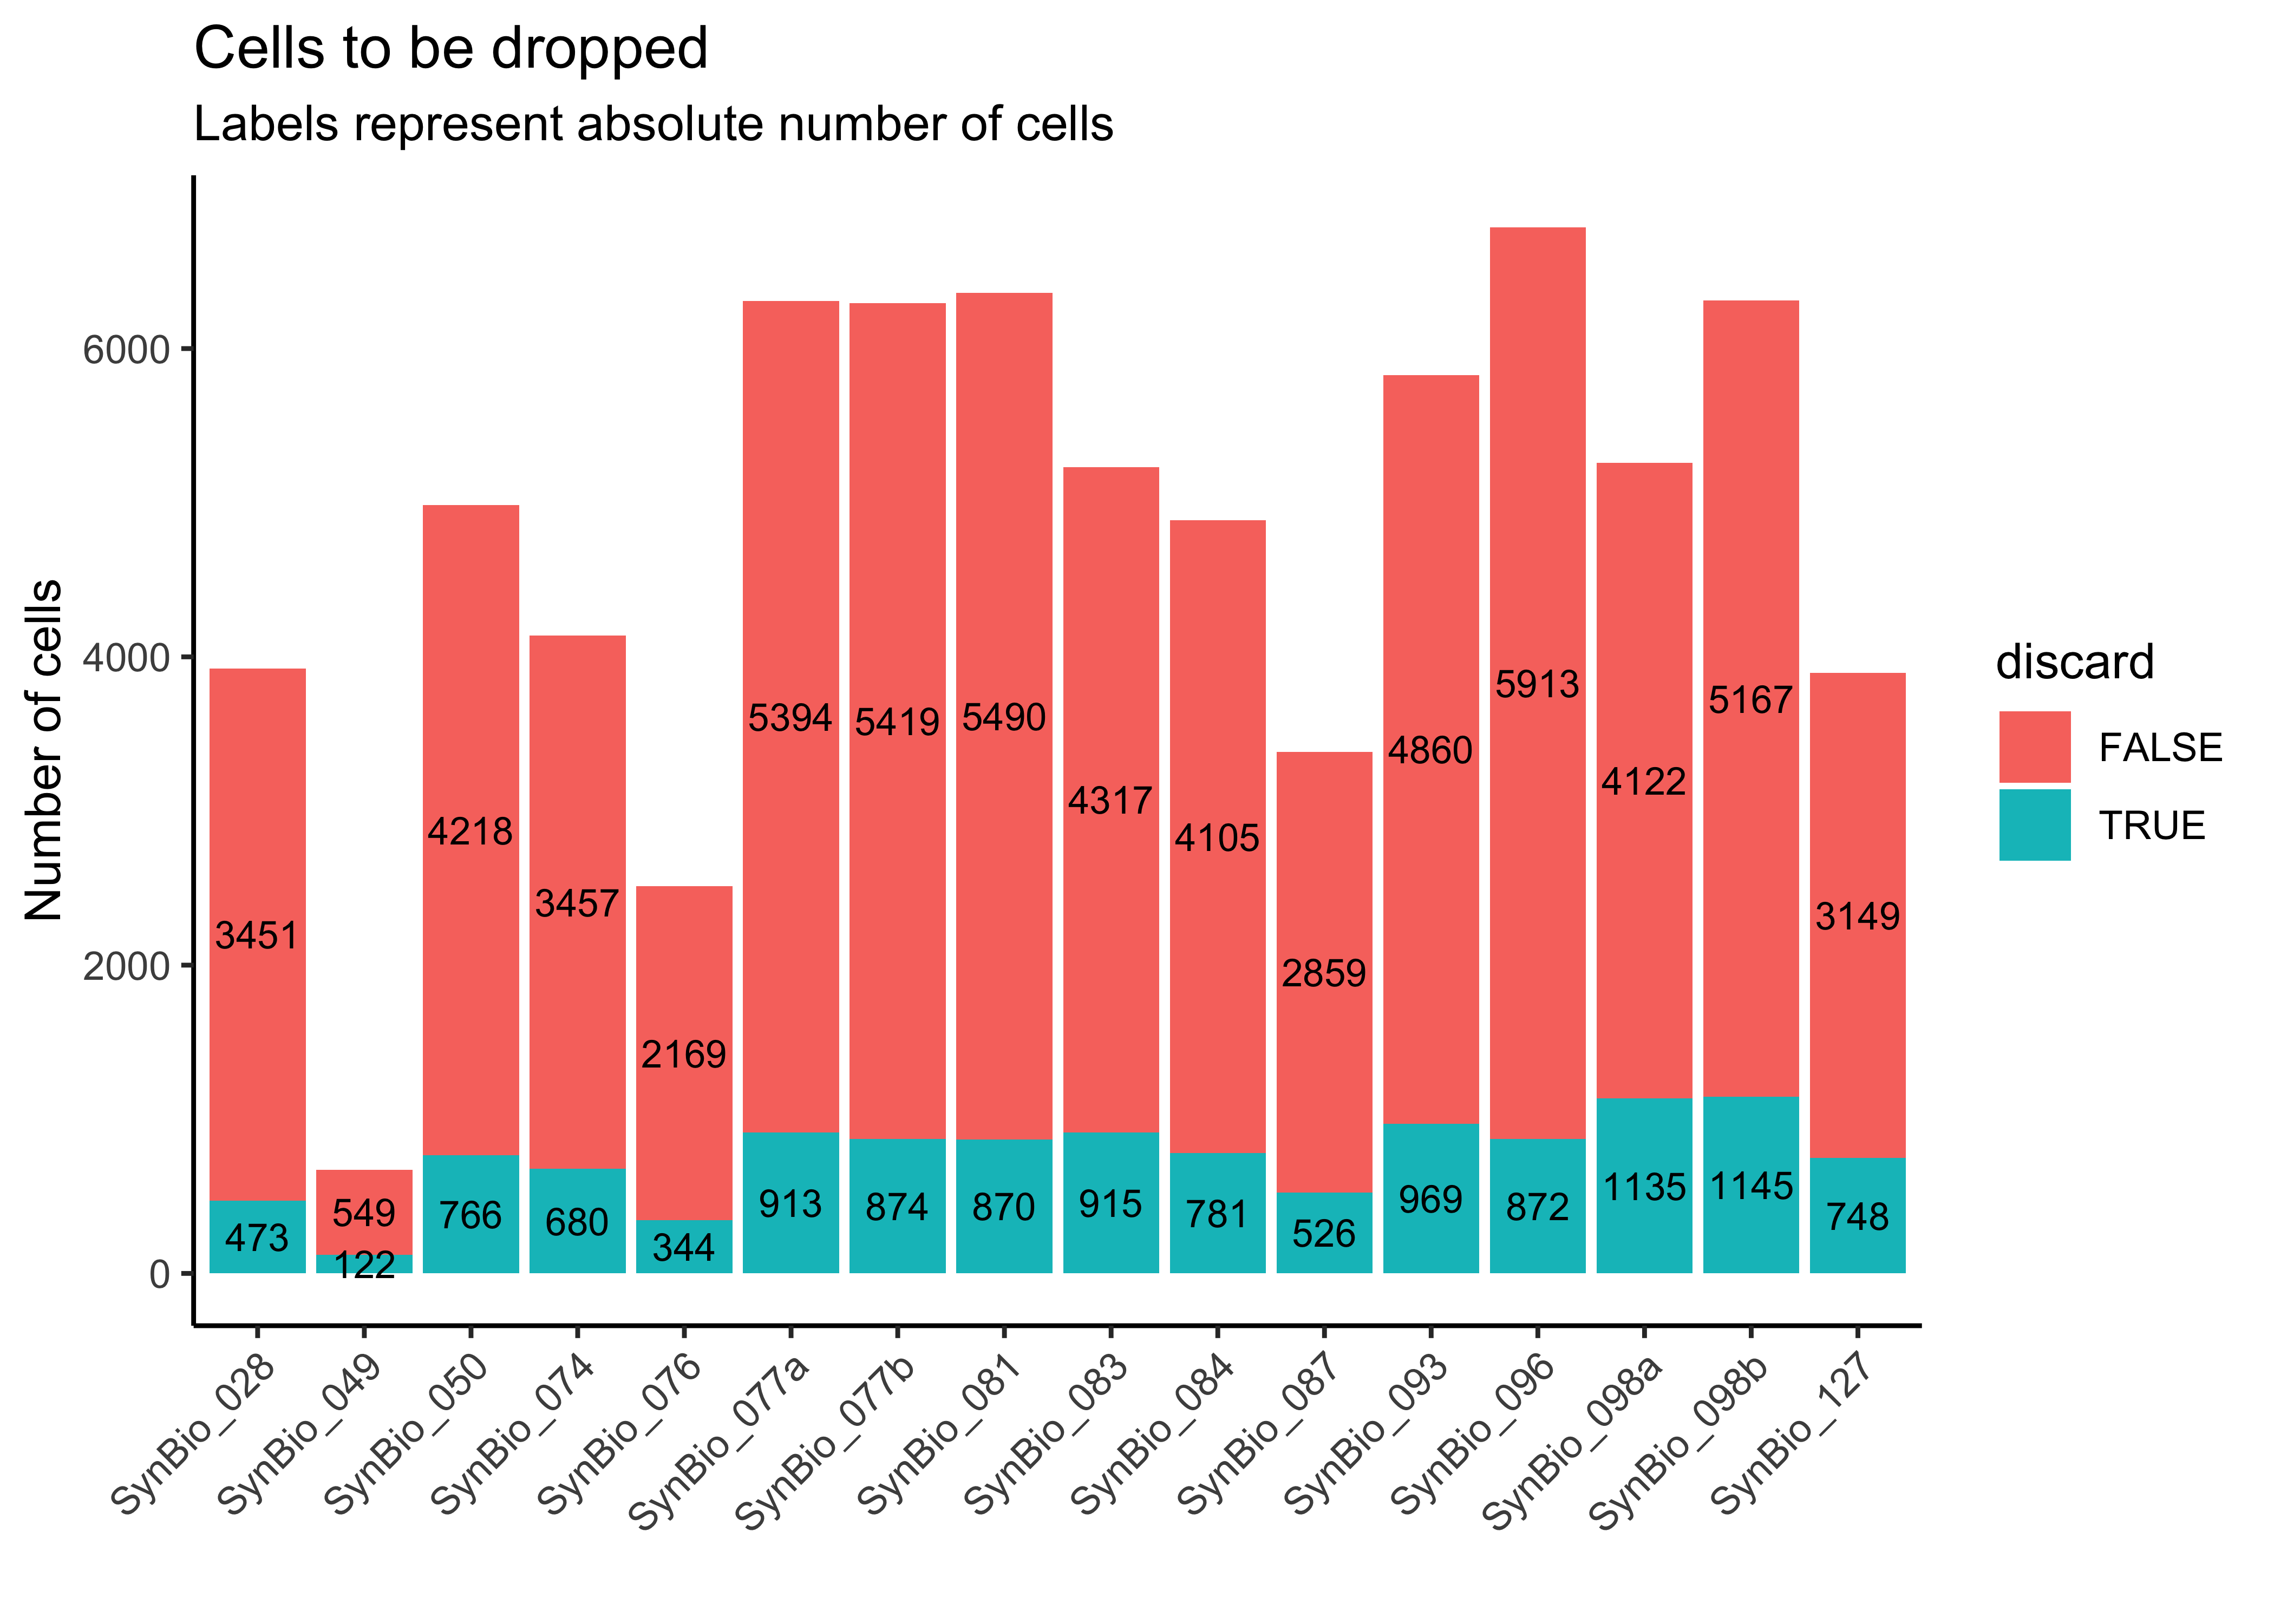 Cells to be dropped
Labels represent absolute number of cells
Number of cells
6000
4000
2000
0
3451
473
549
122
4218
766
3457
680
2169
344
5394
913
5419
874
5490
870
4317
915
4105
781
2859
526
4860
969
5913
872
4122
1135
5167
1145
3149
748
SynBio_028
SynBio_049
SynBio_050
SynBio_074
SynBio_076
SynBio_077a
SynBio_077b
SynBio_081
SynBio_083
SynBio_084
SynBio_087
SynBio_093
SynBio_096
SynBio_098a
SynBio_098b
SynBio_127
discard
FALSE
TRUE